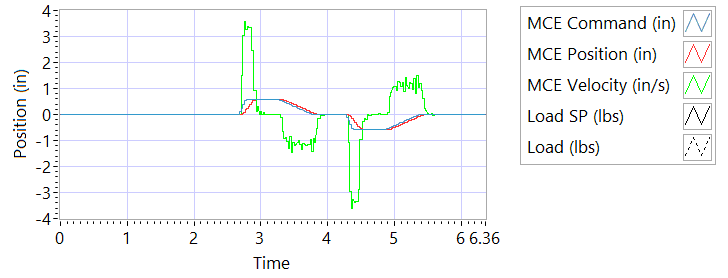 4
3
2
1
0
-1
-2
-3
-4
Position (in)
0 1 2 3 4 5 6 6.36
Time
MCE Command (in)
MCE Position (in)
MCE Velocity (in/s)
Load SP (lbs)
Load (lbs)